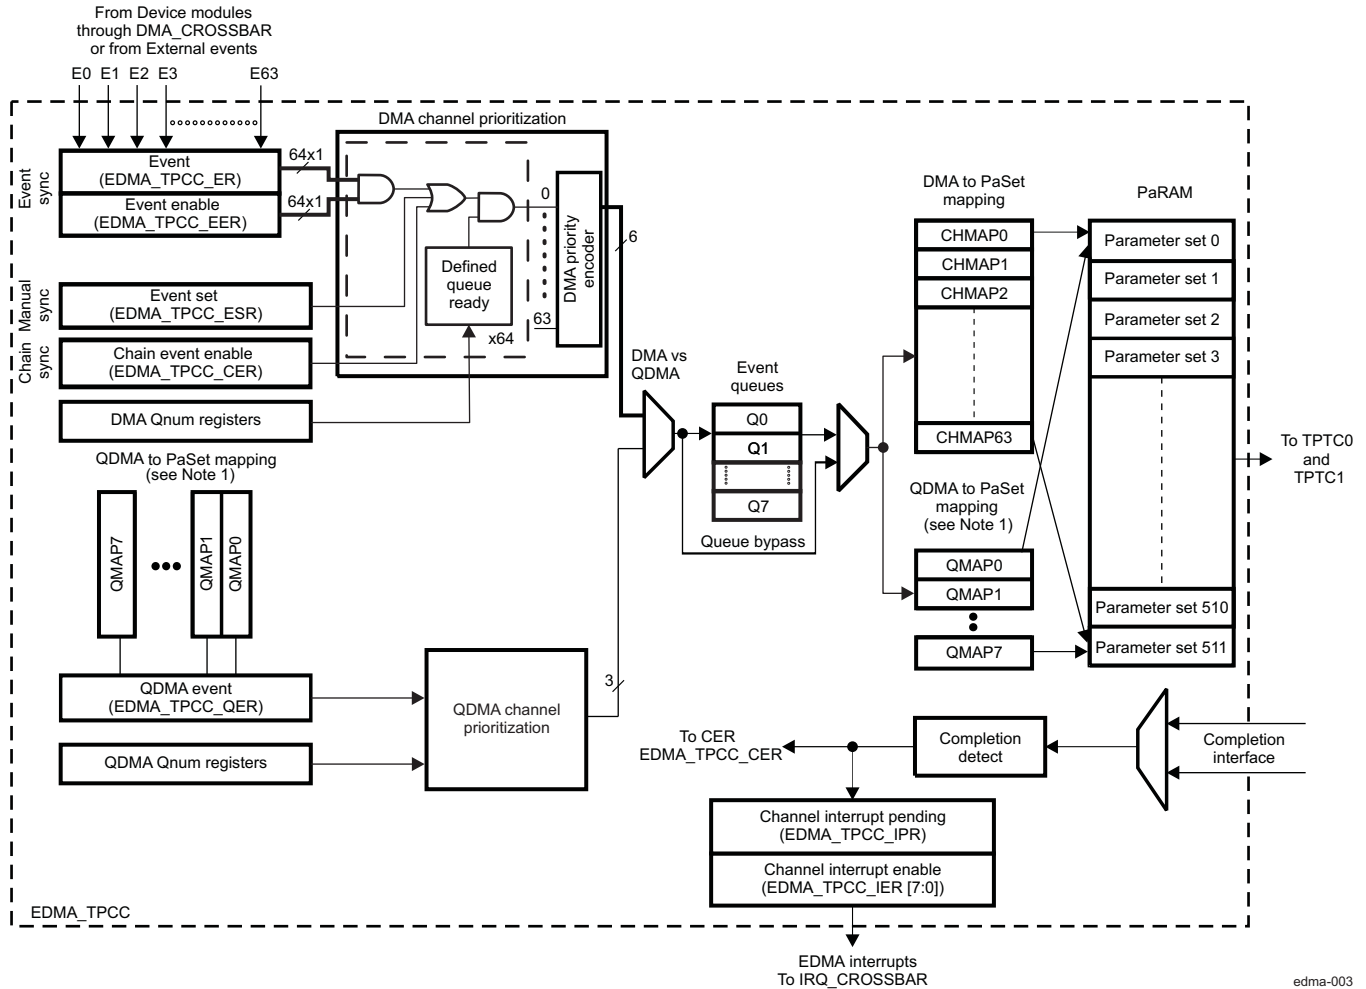 From Device modules
through DMA_CROSSBAR
or from External events
E0 E1 E2 E3 E63
Event
sync
Event
(EDMA_TPCC_ER)
Event enable
(EDMA_TPCC_EER)
64x1
64x1
DMA channel prioritization
Defined
queue
ready
x64
0
63
DMA priority
encoder
6
Manual
sync
Event set
(EDMA_TPCC_ESR)
Chain
sync
Chain event enable
(EDMA_TPCC_CER)
DMA Qnum registers
QDMA to PaSet mapping
(see Note 1)
QMAP7
QMAP1
QMAP0
QDMA event
(EDMA_TPCC_QER)
QDMA Qnum registers
QDMA channel
prioritization
3
DMA vs
QDMA
Event
queues
Q0
Q1
Q7
Queue bypass
DMA to PaSet
mapping
CHMAP0
CHMAP1
CHMAP2
CHMAP63
QDMA to PaSet
mapping
(see Note 1)
QMAP0
QMAP1
QMAP7
PaRAM
Parameter set 0
Parameter set 1
Parameter set 2
Parameter set 3
Parameter set 510
Parameter set 511
To TPTC0
and
TPTC1
To CER
EDMA_TPCC_CER
Completion
detect
Completion
interface
Channel interrupt pending
(EDMA_TPCC_IPR)
Channel interrupt enable
(EDMA_TPCC_IER [7:0])
EDMA_TPCC
EDMA interrupts
To IRQ_CROSSBAR
edma-003